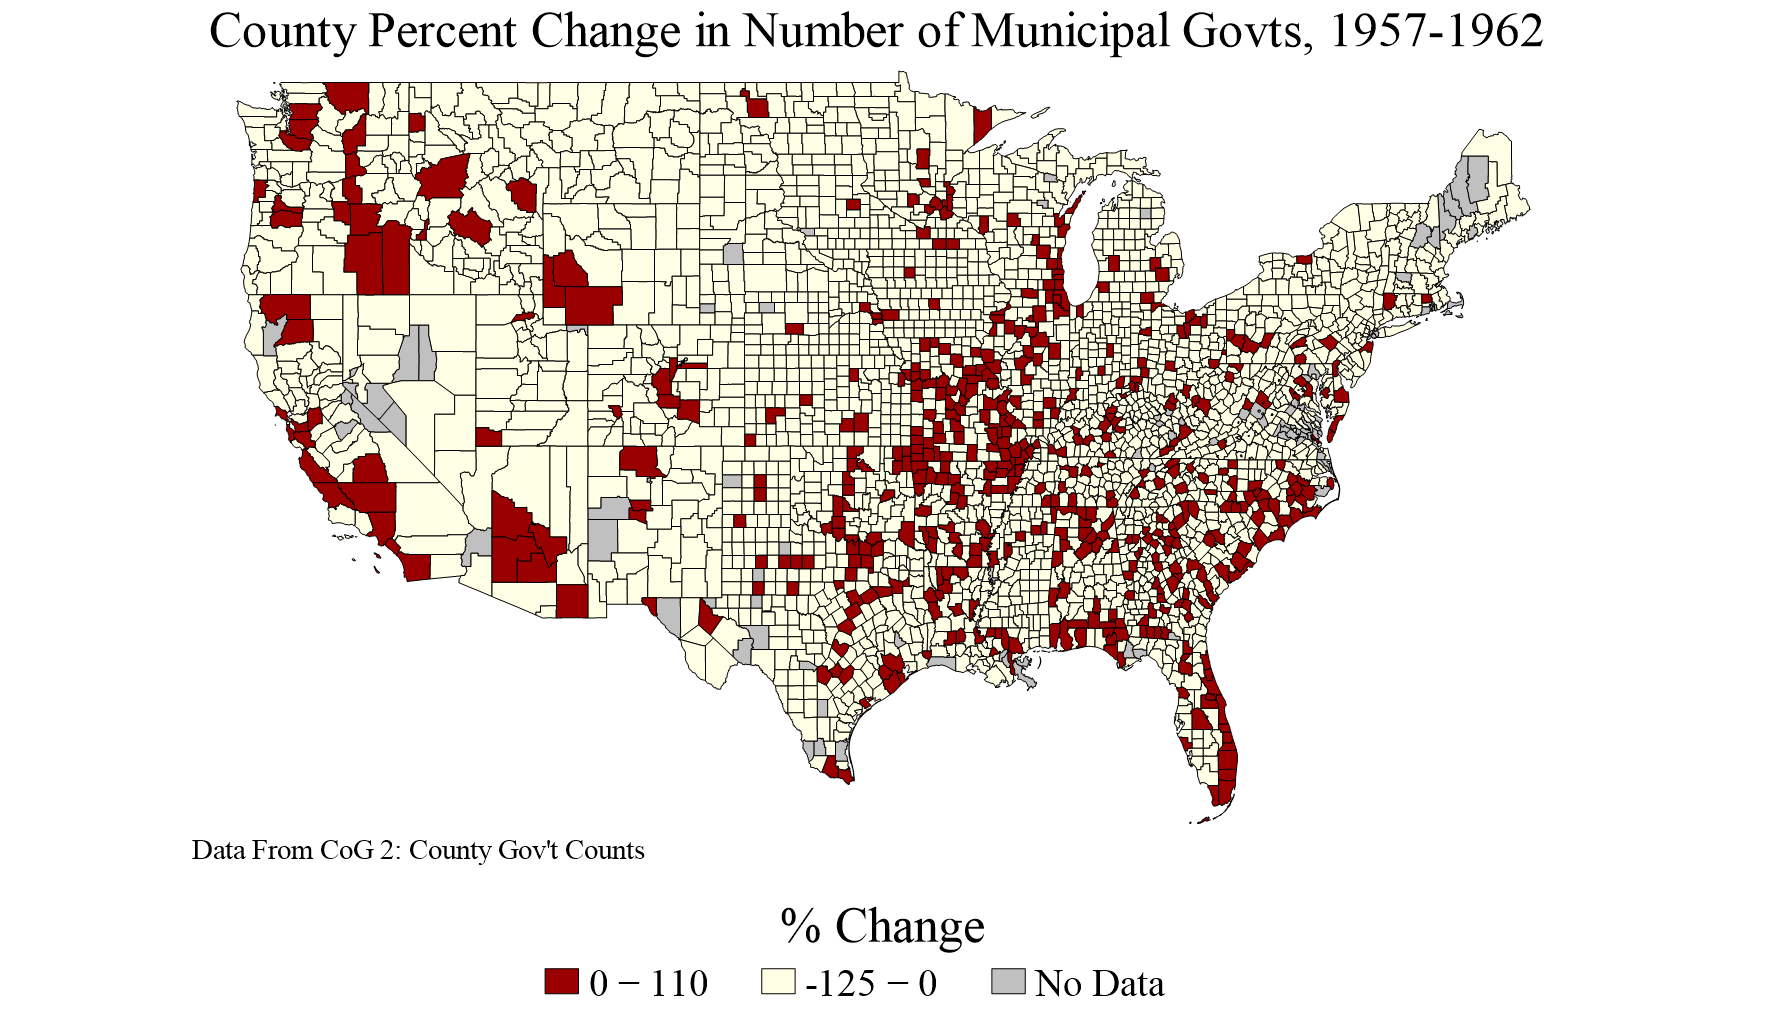 County Percent Change in Number of Municipal Govts, 1957-1962
Data From CoG 2: County Gov't Counts
% Change
0 − 110
-125 − 0
No Data